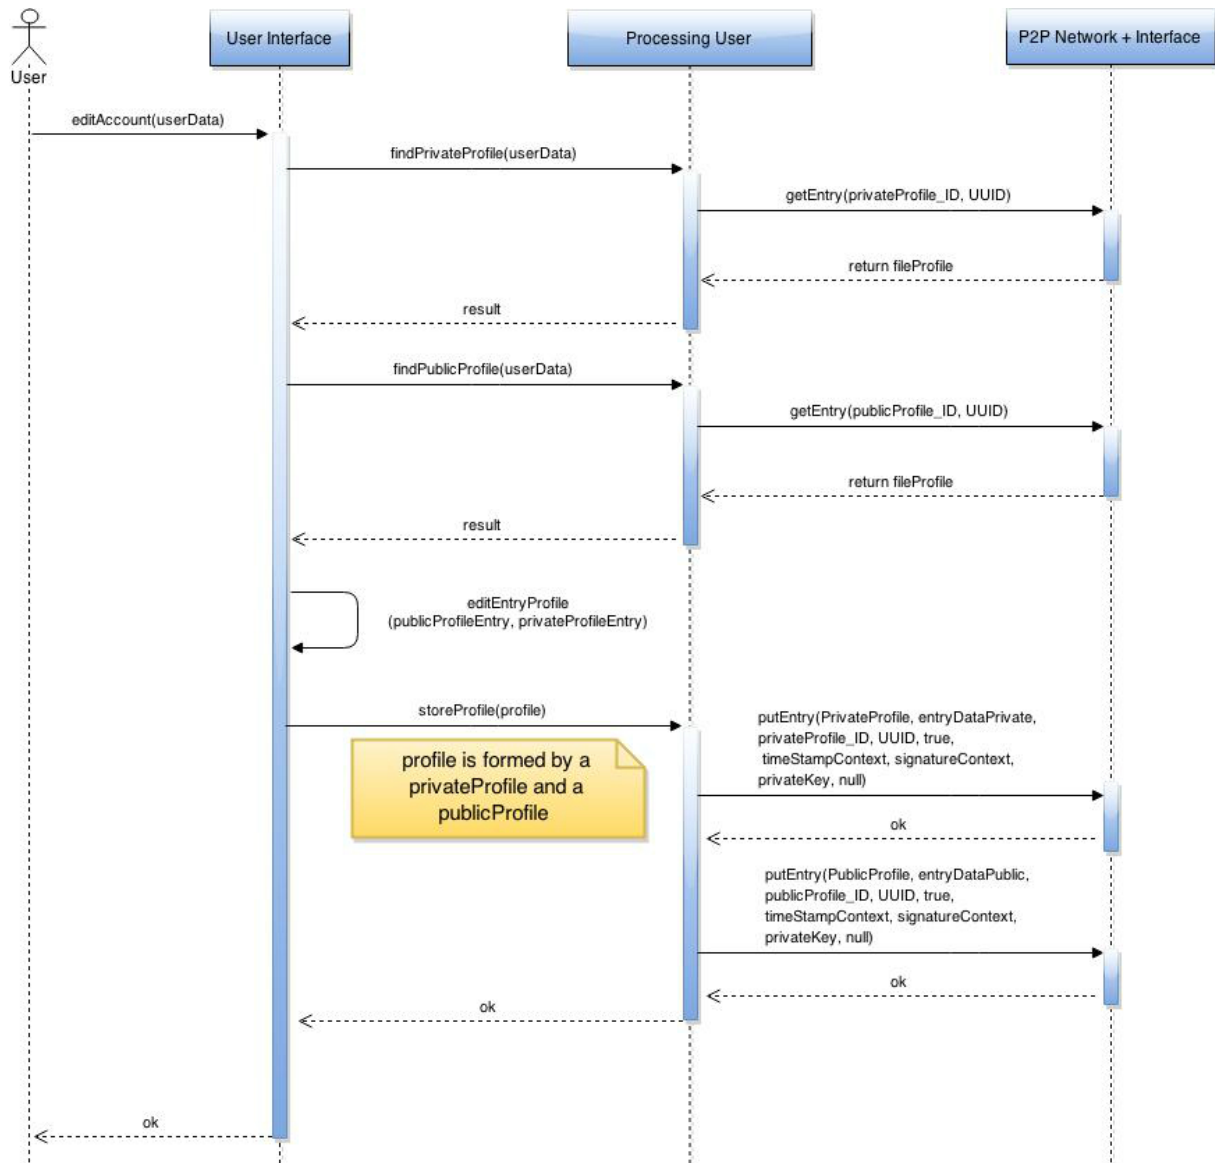 User
User Interface
Processing User
P2P Network + Interface
editAccount(userData)
findPrivateProfile(userData)
getEntry(privateProfile_ID, UUID)
return fileProfile
result
findPublicProfile(userData)
getEntry(publicProfile_ID, UUID)
return fileProfile
result
editEntryProfile
(publicProfileEntry, privateProfileEntry)
storeProfile(profile)
profile is formed by a
privateProfile and a
publicProfile
putEntry(PrivateProfile, entryDataPrivate,
privateProfile_ID, UUID, true,
timeStampContext, signatureContext,
privateKey, null)
ok
putEntry(PublicProfile, entryDataPublic,
publicProfile_ID, UUID, true,
timeStampContext, signatureContext,
privateKey, null)
ok
ok
ok